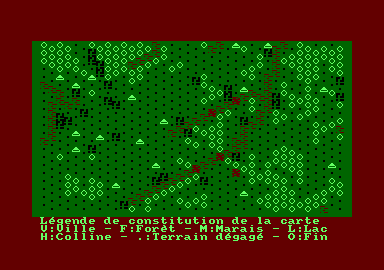 Légende de constitution de la carte
V:Ville - F:Forêt - M:Marais - L:Lac
H:Colline - .:Terrain dégagé - O:Fin